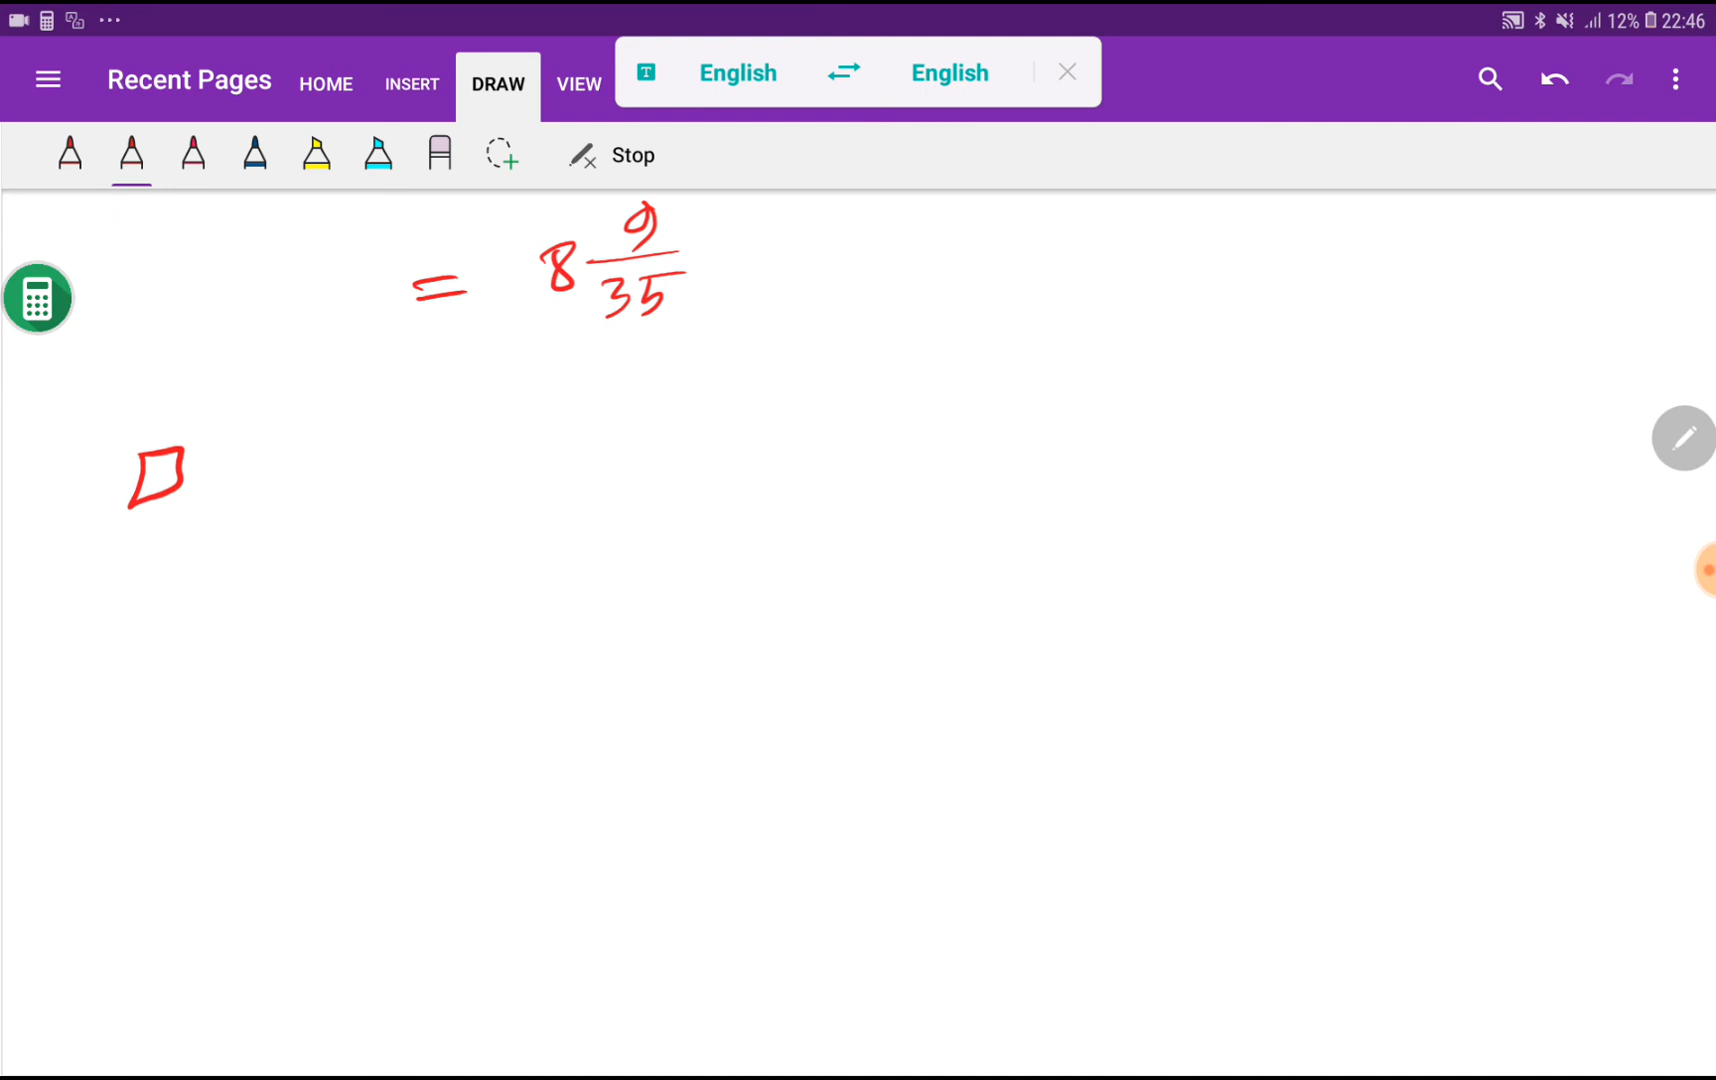 12% 22:46
Recent Pages HOME INSERT DRAW VIEW English English
Stop
= 8 9/35